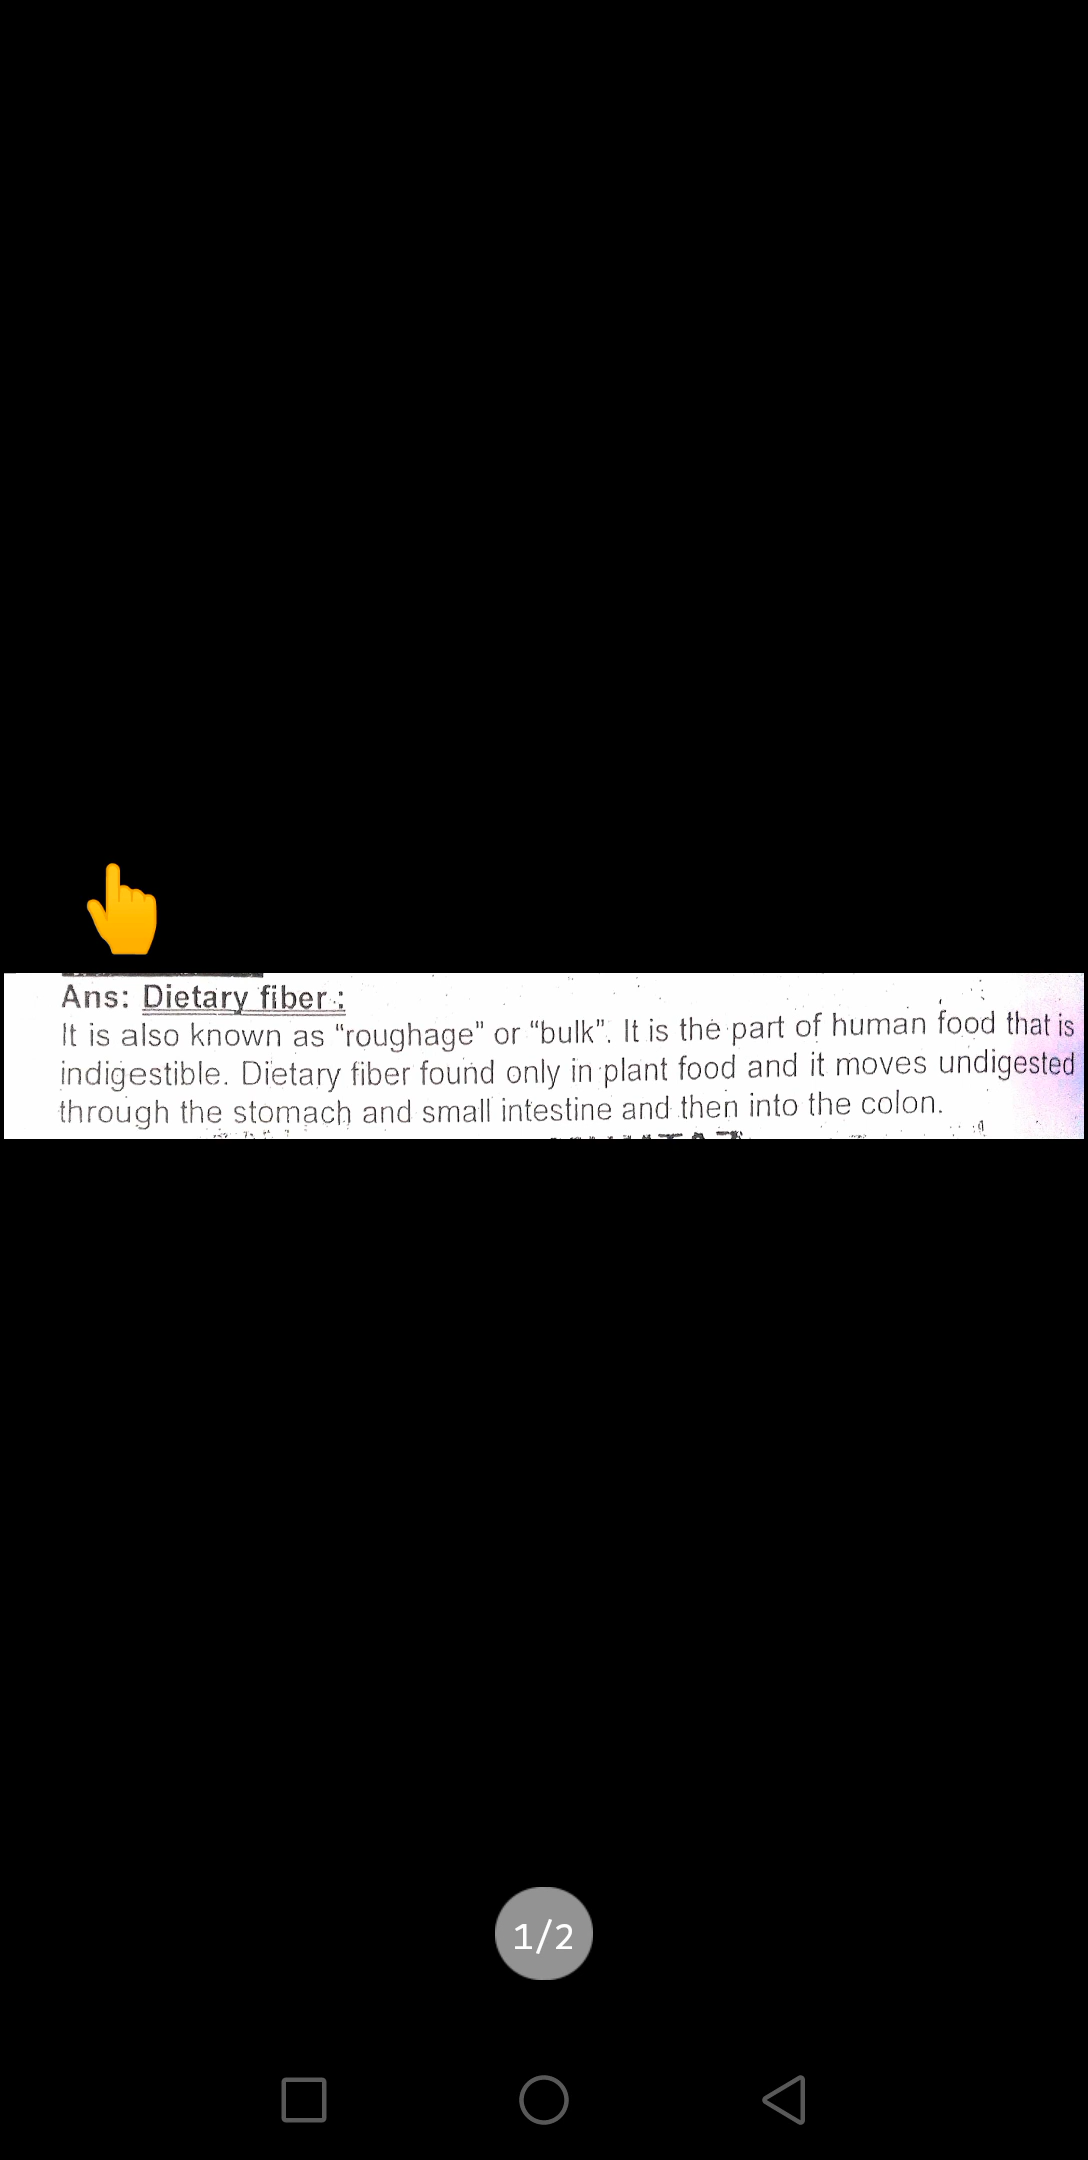 Ans: Dietary fiber :
It is also known as “roughage” or “bulk”. It is the part of human food that is
indigestible. Dietary fiber found only in plant food and it moves undigested
through the stomach and small intestine and then into the colon.
1/2